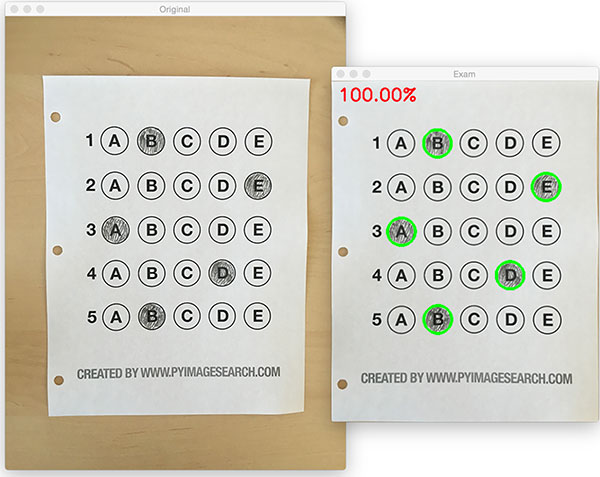 Original
1 A B C D E
2 A B C D E
3 A B C D E
4 A B C D E
5 A B C D E
CREATED BY WWW.PYIMAGESEARCH.COM
Exam
100.00%
1 A B C D E
2 A B C D E
3 A B C D E
4 A B C D E
5 A B C D E
CREATED BY WWW.PYIMAGESEARCH.COM